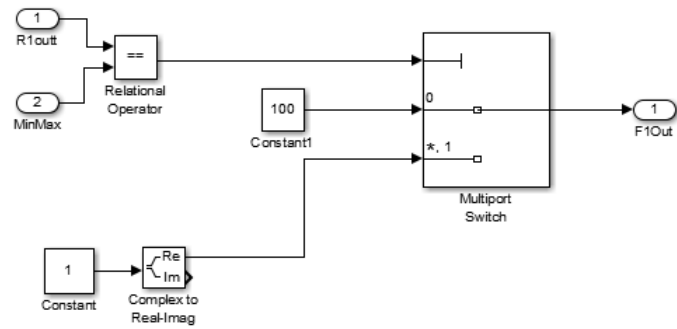 1
R1outt
2
MinMax
==
Relational
Operator
100
Constant1
0
*, 1
Multiport
Switch
1
F1Out
1
Constant
Re
Im
Complex to
Real-Imag